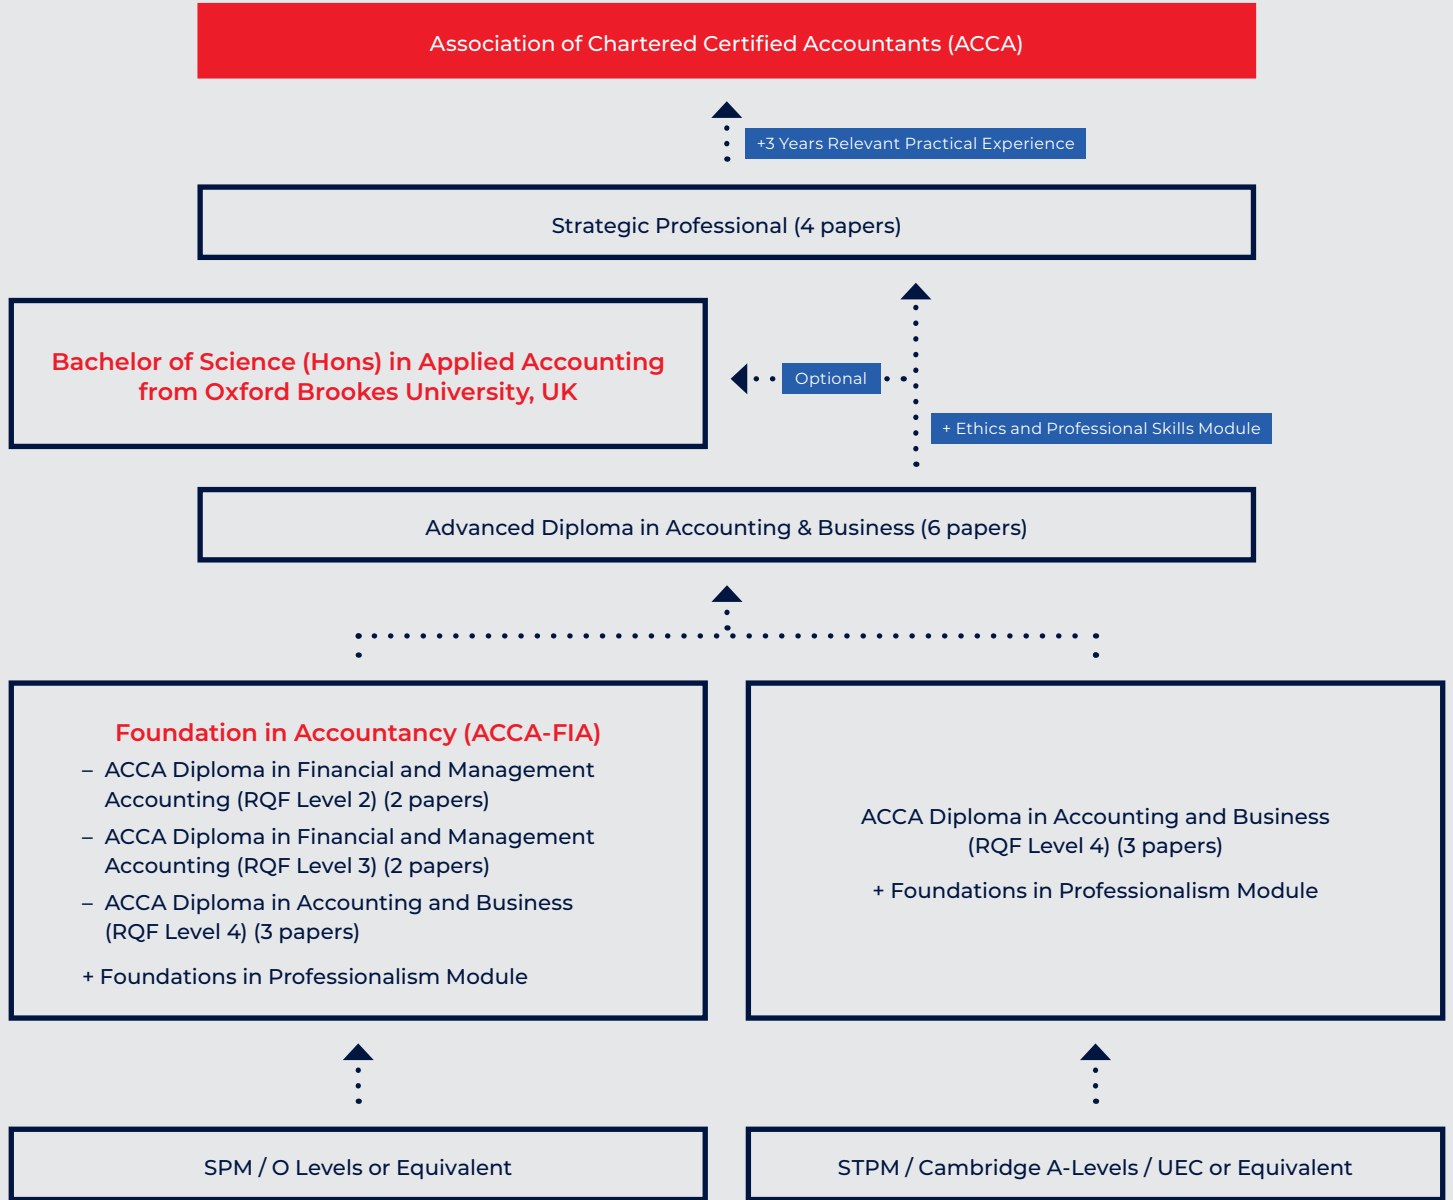 Association of Chartered Certified Accountants (ACCA)
+3 Years Relevant Practical Experience
Strategic Professional (4 papers)
Bachelor of Science (Hons) in Applied Accounting
from Oxford Brookes University, UK
Optional
+ Ethics and Professional Skills Module
Advanced Diploma in Accounting & Business (6 papers)
Foundation in Accountancy (ACCA-FIA)
– ACCA Diploma in Financial and Management
Accounting (RQF Level 2) (2 papers)
– ACCA Diploma in Financial and Management
Accounting (RQF Level 3) (2 papers)
– ACCA Diploma in Accounting and Business
(RQF Level 4) (3 papers)
+ Foundations in Professionalism Module
ACCA Diploma in Accounting and Business
(RQF Level 4) (3 papers)
+ Foundations in Professionalism Module
SPM / O Levels or Equivalent
STPM / Cambridge A-Levels / UEC or Equivalent